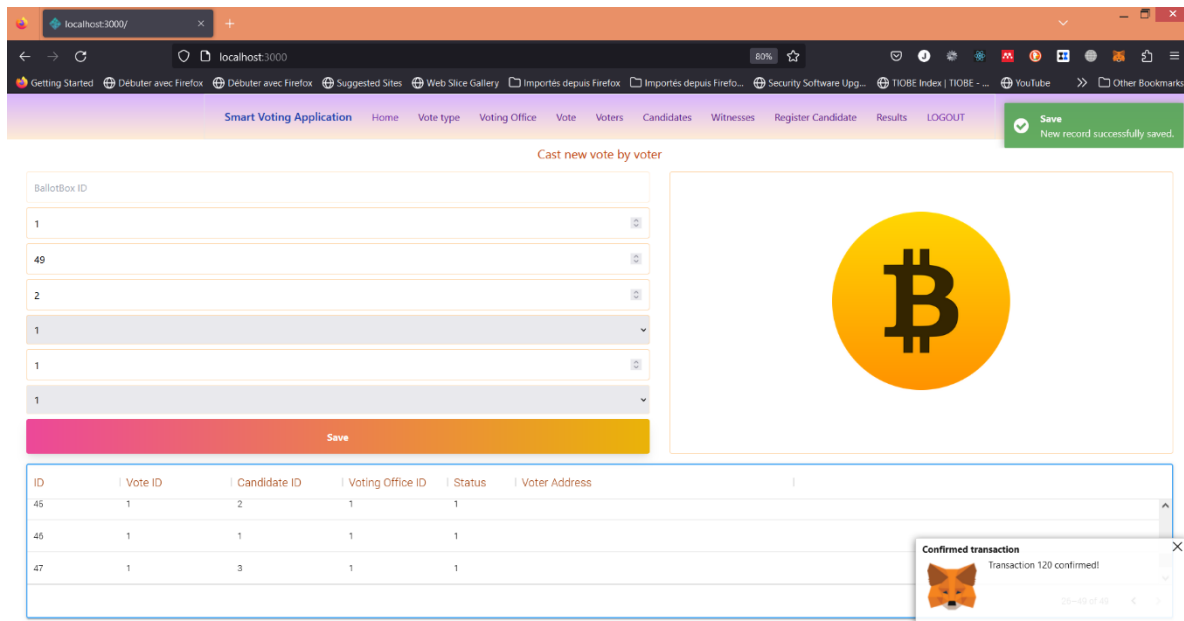 localhost:3000/
localhost:3000
80%
Getting Started Débuter avec Firefox Débuter avec Firefox Suggested Sites Web Slice Gallery Importés depuis Firefox Importés depuis Firefo... Security Software Upg... TIOBE Index | TIOBE - ... YouTube Other Bookmarks
Smart Voting Application Home Vote type Voting Office Vote Voters Candidates Witnesses Register Candidate Results LOGOUT
Save
New record successfully saved.
Cast new vote by voter
BallotBox ID
1
49
2
1
1
1
Save
ID Vote ID Candidate ID Voting Office ID Status Voter Address
45 1 2 1 1
46 1 1 1 1
47 1 3 1 1
Confirmed transaction
Transaction 120 confirmed!